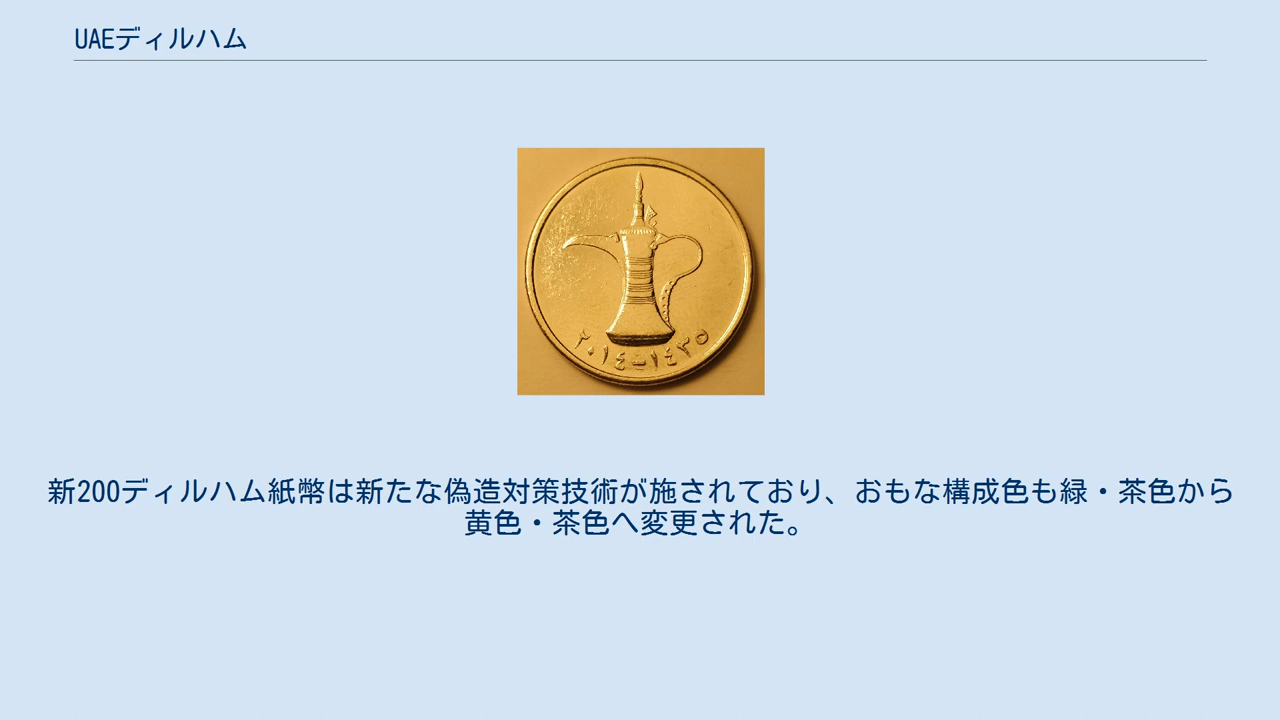 UAEディルハム
٢٠١٤-١٤٣٥
新200ディルハム紙幣は新たな偽造対策技術が施されており、おもな構成色も緑・茶色から
黄色・茶色へ変更された。